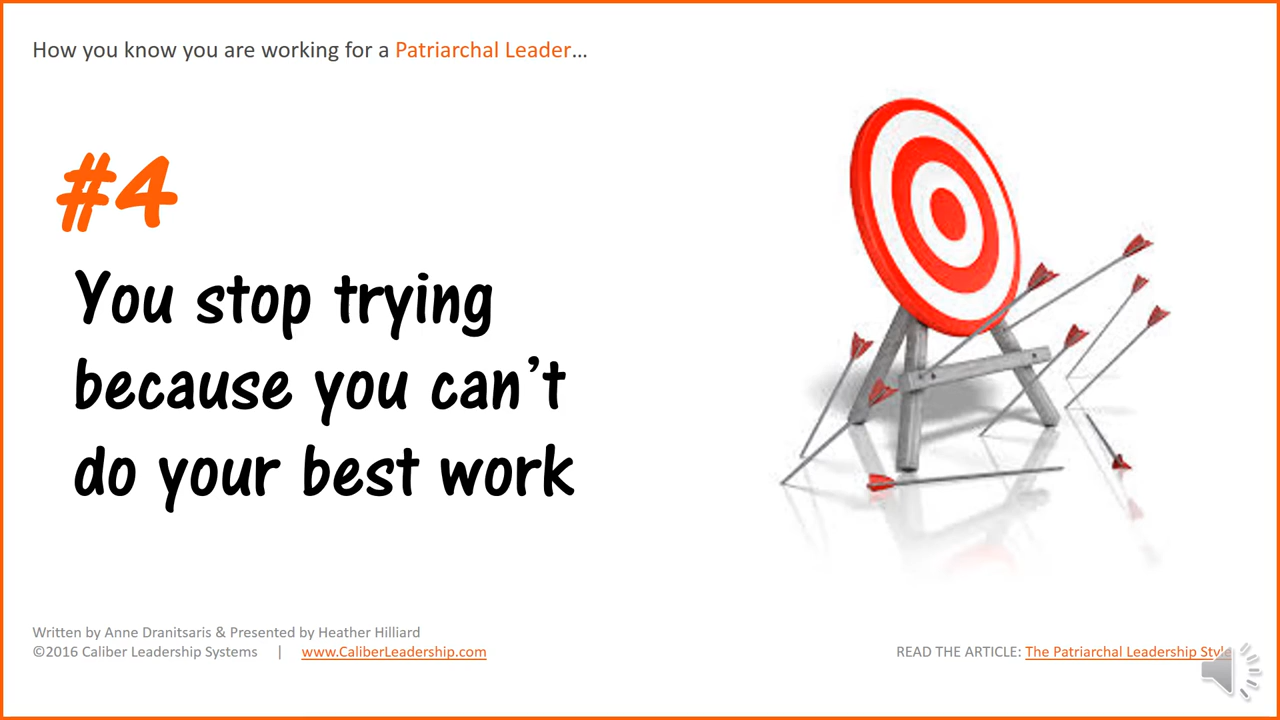 How you know you are working for a Patriarchal Leader...
#4
You stop trying
because you can't
do your best work
Written by Anne Dranitsaris & Presented by Heather Hilliard
©2016 Caliber Leadership Systems | www.CaliberLeadership.com
READ THE ARTICLE: The Patriarchal Leadership Style